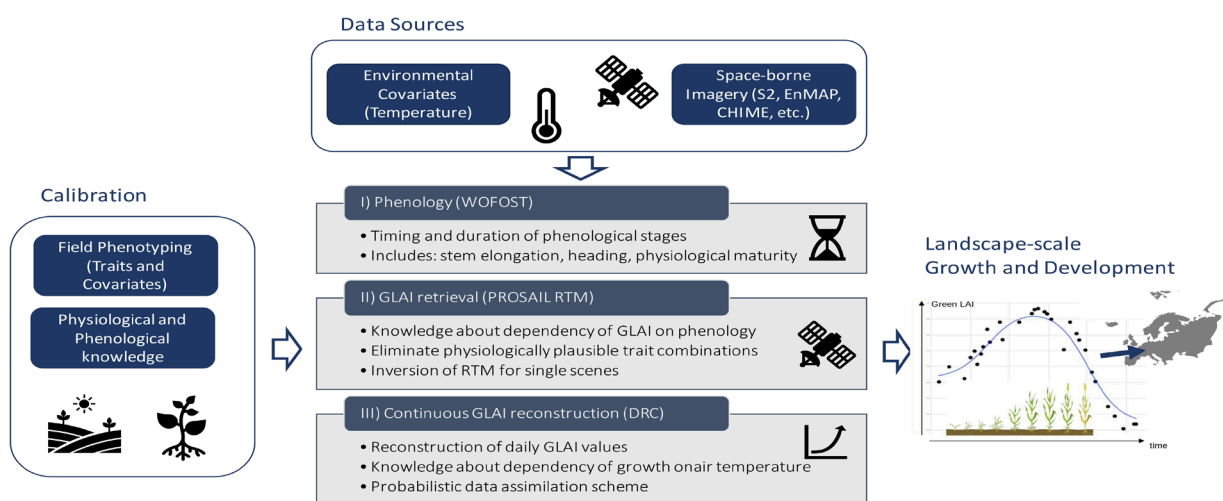 Data Sources
Environmental
Covariates
(Temperature)
Space-borne
Imagery (S2, EnMAP,
CHIME, etc.)
Calibration
Field Phenotyping
(Traits and
Covariates)
Physiological and
Phenological
knowledge
I) Phenology (WOFOST)
• Timing and duration of phenological stages
• Includes: stem elongation, heading, physiological maturity
II) GLAI retrieval (PROSAIL RTM)
• Knowledge about dependency of GLAI on phenology
• Eliminate physiologically plausible trait combinations
• Inversion of RTM for single scenes
III) Continuous GLAI reconstruction (DRC)
• Reconstruction of daily GLAI values
• Knowledge about dependency of growth onair temperature
• Probabilistic data assimilation scheme
Landscape-scale
Growth and Development
Green LAI
time